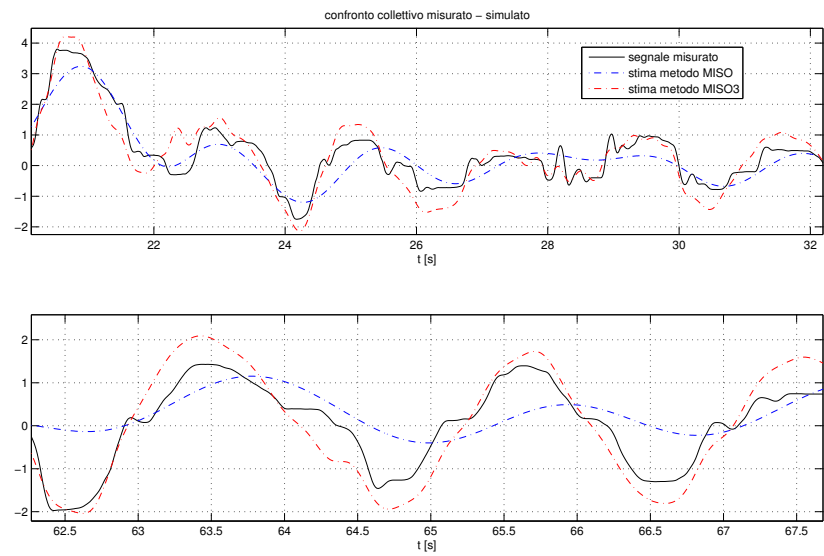 confronto collettivo misurato − simulato
4
3
2
1
0
−1
−2
segnale misurato
stima metodo MISO
stima metodo MISO3
22 24 26 28 30 32
t [s]
2
1
0
−1
−2
62.5 63 63.5 64 64.5 65 65.5 66 66.5 67 67.5
t [s]